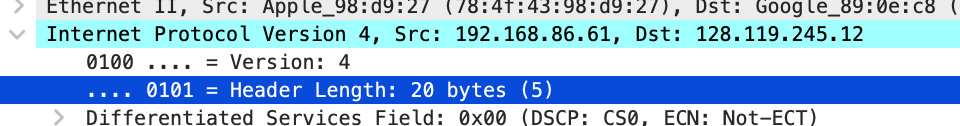 Ethernet II, Src: Apple_98:d9:27 (78:4f:43:98:d9:27), Dst: Google_89:0e:c8 (
Internet Protocol Version 4, Src: 192.168.86.61, Dst: 128.119.245.12
0100 .... = Version: 4
.... 0101 = Header Length: 20 bytes (5)
Differentiated Services Field: 0x00 (DSCP: CS0, ECN: Not-ECT)